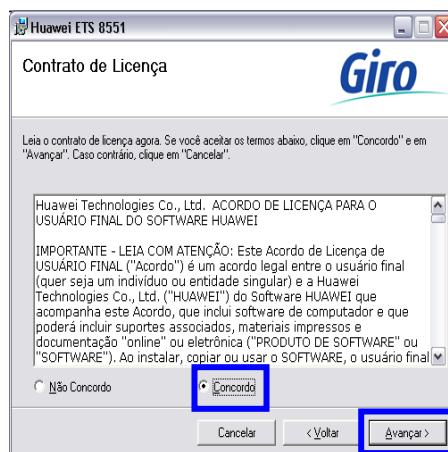 Huawei ETS 8551
Contrato de Licença
Giro
Leia o contrato de licença agora. Se você aceitar os termos abaixo, clique em "Concordo" e em
"Avançar". Caso contrário, clique em "Cancelar".
Huawei Technologies Co., Ltd. ACORDO DE LICENÇA PARA O
USUÁRIO FINAL DO SOFTWARE HUAWEI
IMPORTANTE - LEIA COM ATENÇÃO: Este Acordo de Licença de
USUÁRIO FINAL ("Acordo") é um acordo legal entre o usuário final
(quer seja um indivíduo ou entidade singular) e a Huawei
Technologies Co., Ltd. ("HUAWEI") do Software HUAWEI que
acompanha este Acordo, que inclui software de computador e que
poderá incluir suportes associados, materiais impressos e
documentação "online" ou eletrônica ("PRODUTO DE SOFTWARE" ou
"SOFTWARE"). Ao instalar, copiar ou usar o SOFTWARE, o usuário final
Não Concordo
Concordo
Cancelar
< Voltar
Avançar >